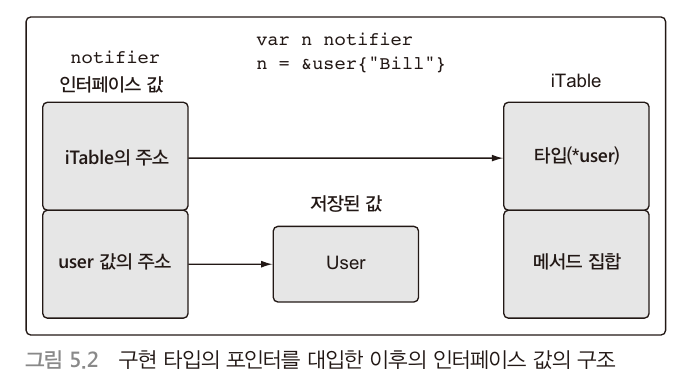 var n notifier
n = &user{"Bill"}
notifier
인터페이스 값
iTable
iTable의 주소
타입(*user)
저장된 값
user 값의 주소
User
메서드 집합
그림 5.2 구현 타입의 포인터를 대입한 이후의 인터페이스 값의 구조